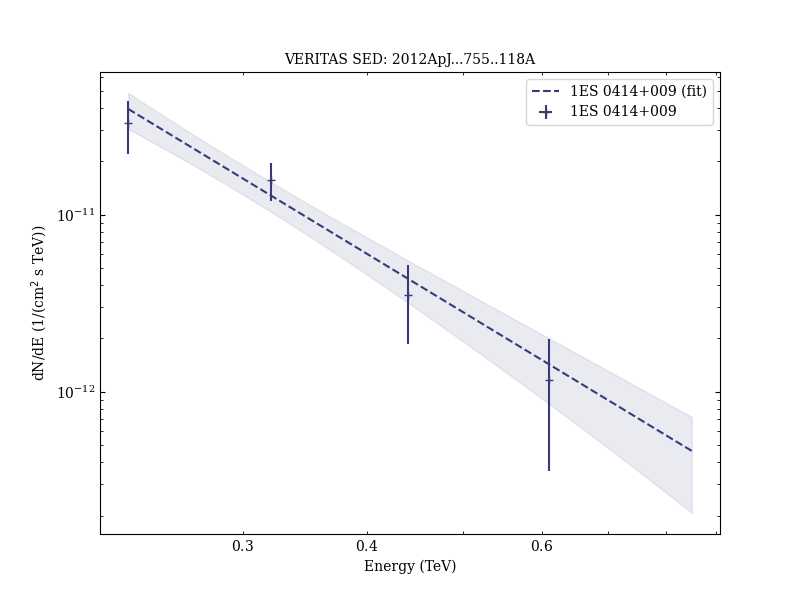 VERITAS SED: 2012ApJ...755..118A
1ES 0414+009 (fit)
1ES 0414+009
dN/dE (1/(cm² s TeV))
10⁻¹¹
10⁻¹²
0.3 0.4 0.6
Energy (TeV)